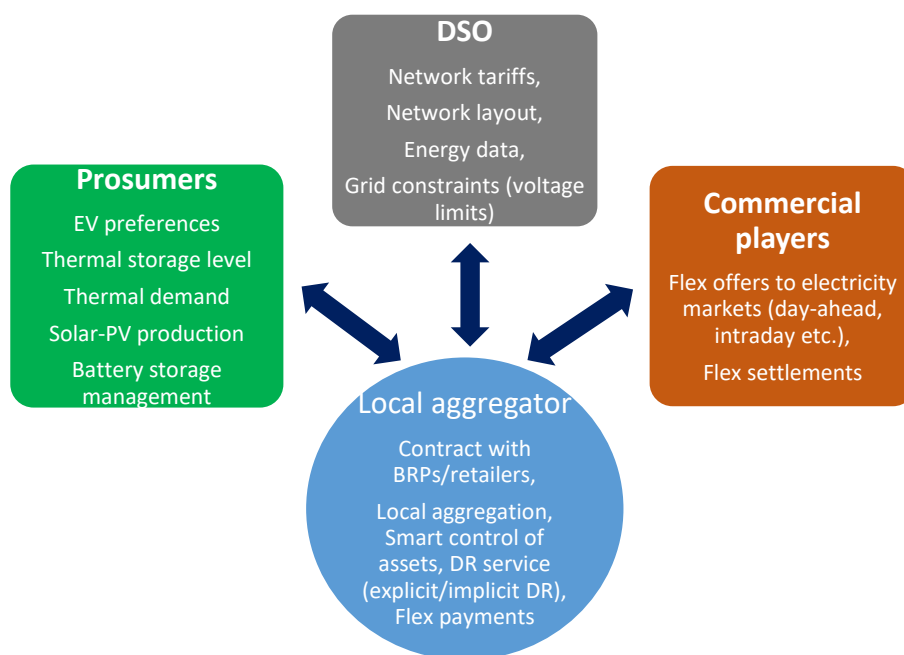 DSO
Network tariffs,
Network layout,
Energy data,
Grid constraints (voltage
limits)
Prosumers
EV preferences
Thermal storage level
Thermal demand
Solar-PV production
Battery storage
management
Commercial
players
Flex offers to electricity
markets (day-ahead,
intraday etc.),
Flex settlements
Local aggregator
Contract with
BRPs/retailers,
Local aggregation,
Smart control of
assets, DR service
(explicit/implicit DR),
Flex payments